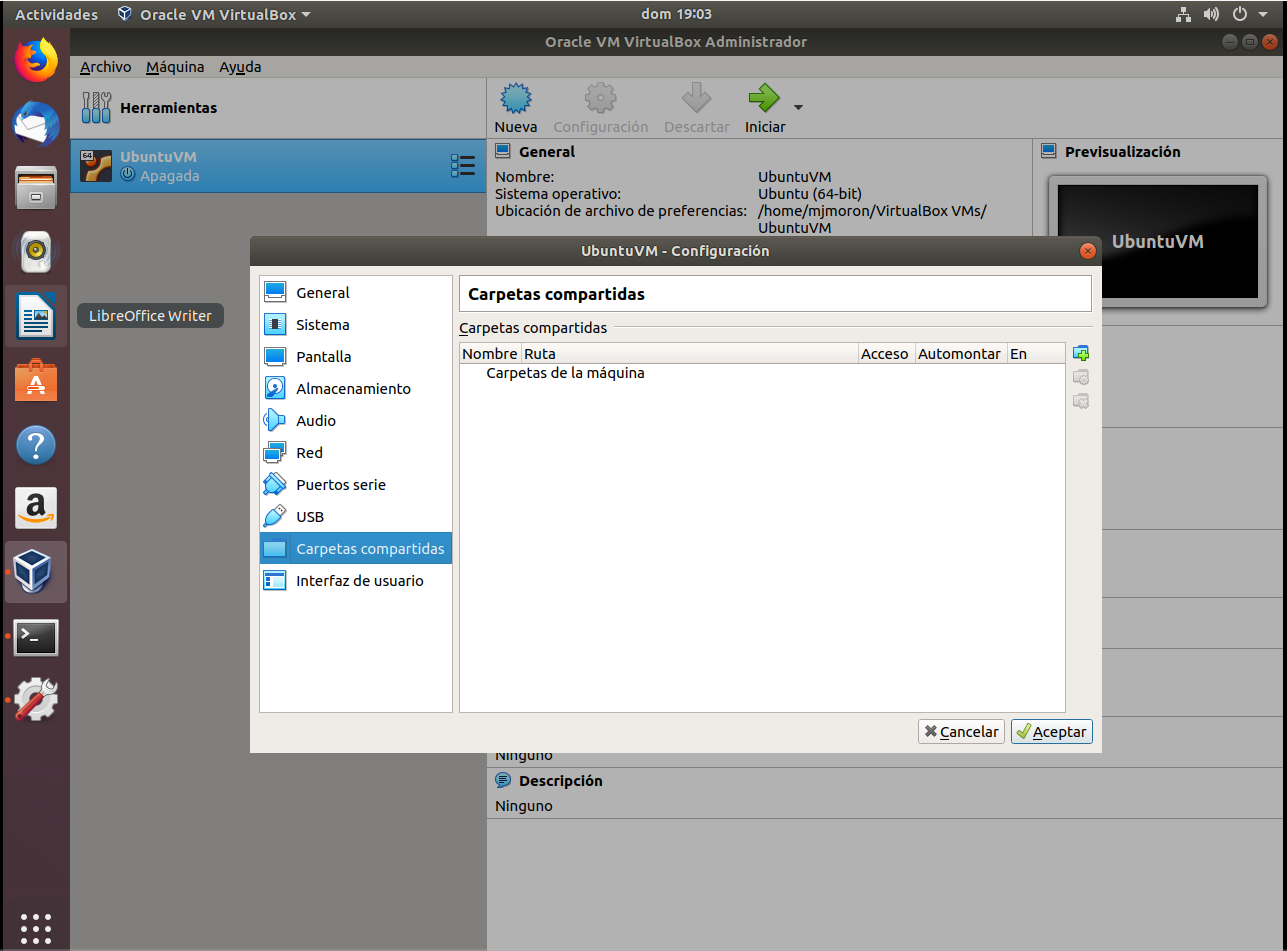 Actividades Oracle VM VirtualBox dom 19:03
Oracle VM VirtualBox Administrador
Archivo Máquina Ayuda
Herramientas
Nueva Configuración Descartar Iniciar
64 UbuntuVM
Apagada
General
Nombre: UbuntuVM
Sistema operativo: Ubuntu (64-bit)
Ubicación de archivo de preferencias: /home/mjmoron/VirtualBox VMs/
UbuntuVM
Previsualización
UbuntuVM
LibreOffice Writer
UbuntuVM - Configuración
General
Sistema
Pantalla
Almacenamiento
Audio
Red
Puertos serie
USB
Carpetas compartidas
Interfaz de usuario
Carpetas compartidas
Carpetas compartidas
Nombre Ruta Acceso Automontar En
Carpetas de la máquina
Cancelar Aceptar
Ninguno
Descripción
Ninguno